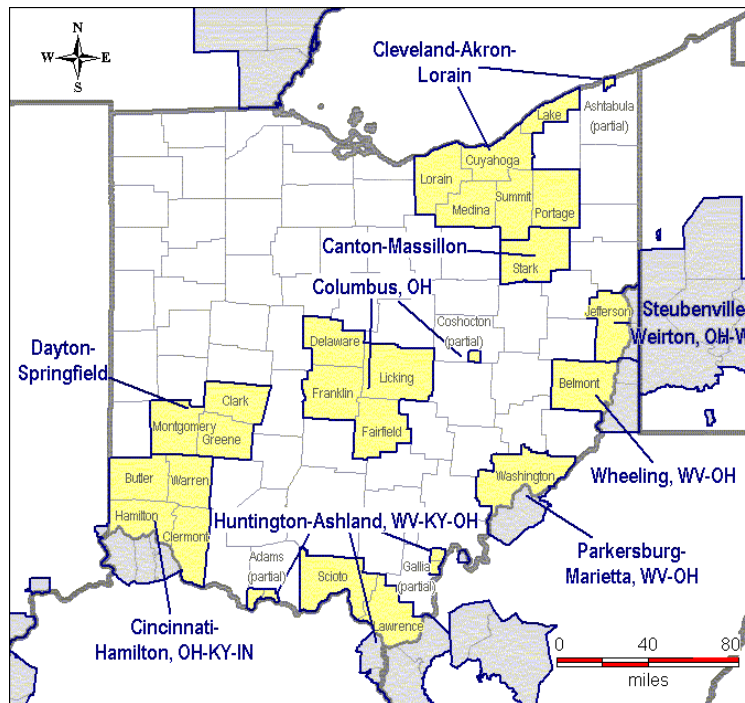 N
W E
S
Cleveland-Akron-
Lorain
Ashtabula
(partial)
Lake
Cuyahoga
Lorain
Summit
Medina
Portage
Canton-Massillon
Stark
Columbus, OH
Coshocton
(partial)
Jefferson
Steubenville
Weirton, OH-W
Dayton-
Springfield
Delaware
Licking
Franklin
Belmont
Clark
Montgomery
Greene
Fairfield
Washington
Wheeling, WV-OH
Butler
Warren
Hamilton
Clermont
Huntington-Ashland, WV-KY-OH
Adams
(partial)
Scioto
Gallia
(partial)
Parkersburg-
Marietta, WV-OH
Lawrence
Cincinnati-
Hamilton, OH-KY-IN
0 40 80
miles